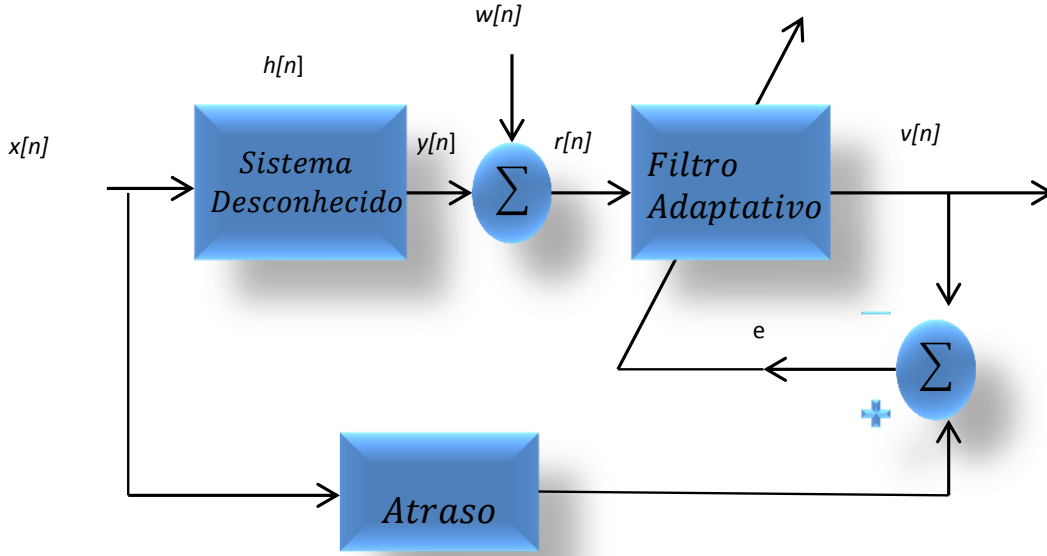 w[n]
h[n]
x[n]
Sistema
Desconhecido
y[n]
∑
r[n]
Filtro
Adaptativo
v[n]
−
e
∑
+
Atraso